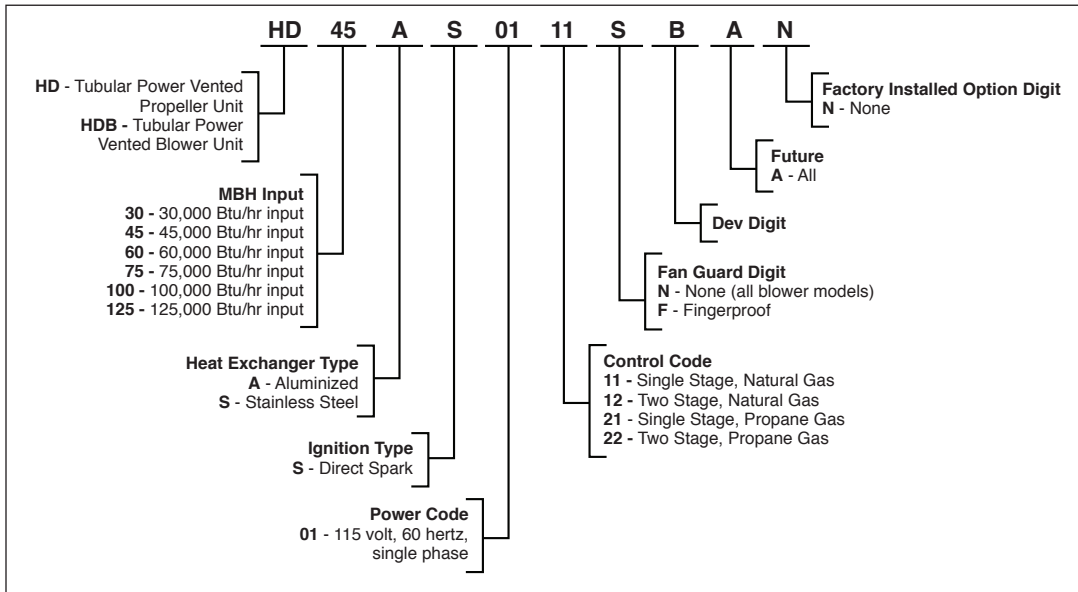 HD 45 A S 01 11 S B A N
HD - Tubular Power Vented
Propeller Unit
HDB - Tubular Power
Vented Blower Unit
MBH Input
30 - 30,000 Btu/hr input
45 - 45,000 Btu/hr input
60 - 60,000 Btu/hr input
75 - 75,000 Btu/hr input
100 - 100,000 Btu/hr input
125 - 125,000 Btu/hr input
Heat Exchanger Type
A - Aluminized
S - Stainless Steel
Ignition Type
S - Direct Spark
Power Code
01 - 115 volt, 60 hertz,
single phase
Factory Installed Option Digit
N - None
Future
A - All
Dev Digit
Fan Guard Digit
N - None (all blower models)
F - Fingerproof
Control Code
11 - Single Stage, Natural Gas
12 - Two Stage, Natural Gas
21 - Single Stage, Propane Gas
22 - Two Stage, Propane Gas